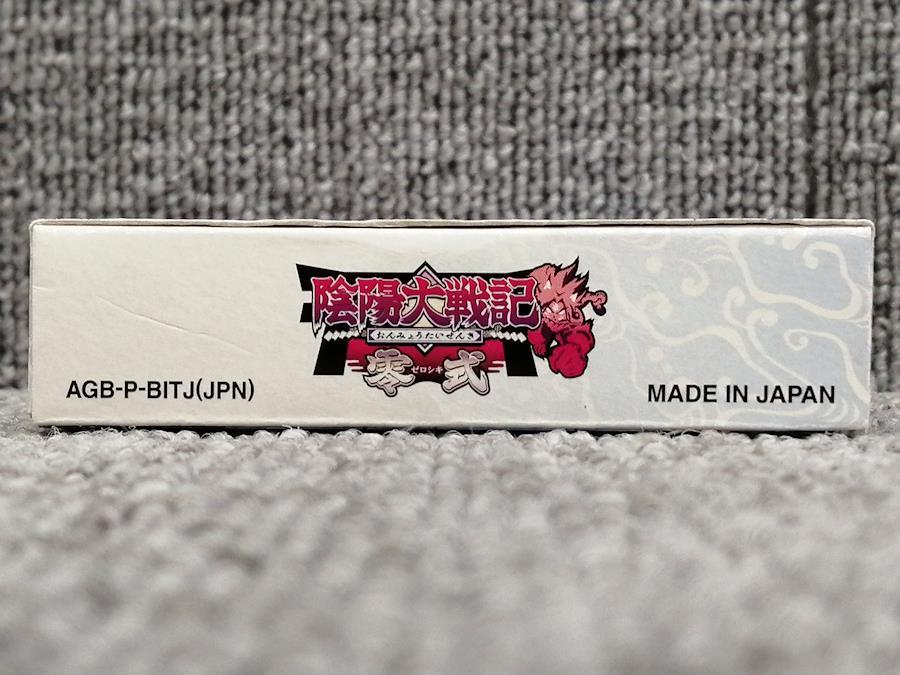 陰陽大戦記
おんみょうたいせんき
零式
ゼロシキ
AGB-P-BITJ(JPN)
MADE IN JAPAN